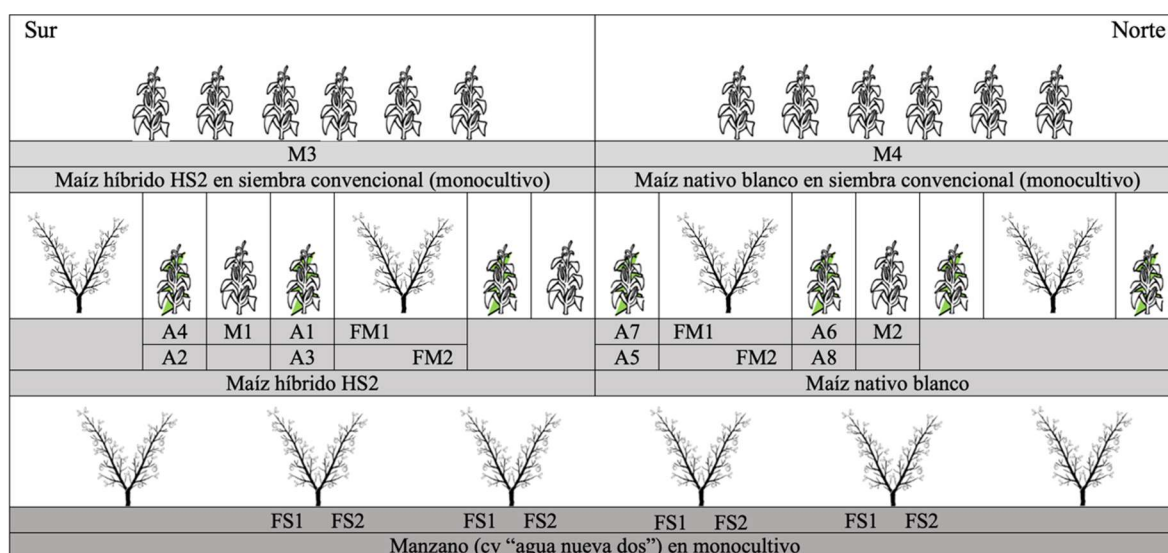 Sur Norte
M3 M4
Maíz híbrido HS2 en siembra convencional (monocultivo) Maíz nativo blanco en siembra convencional (monocultivo)
A4 M1 A1 FM1 A7 FM1 A6 M2
A2 A3 FM2 A5 FM2 A8
Maíz híbrido HS2 Maíz nativo blanco
FS1 FS2 FS1 FS2 FS1 FS2 FS1 FS2
Manzano (cv “agua nueva dos”) en monocultivo